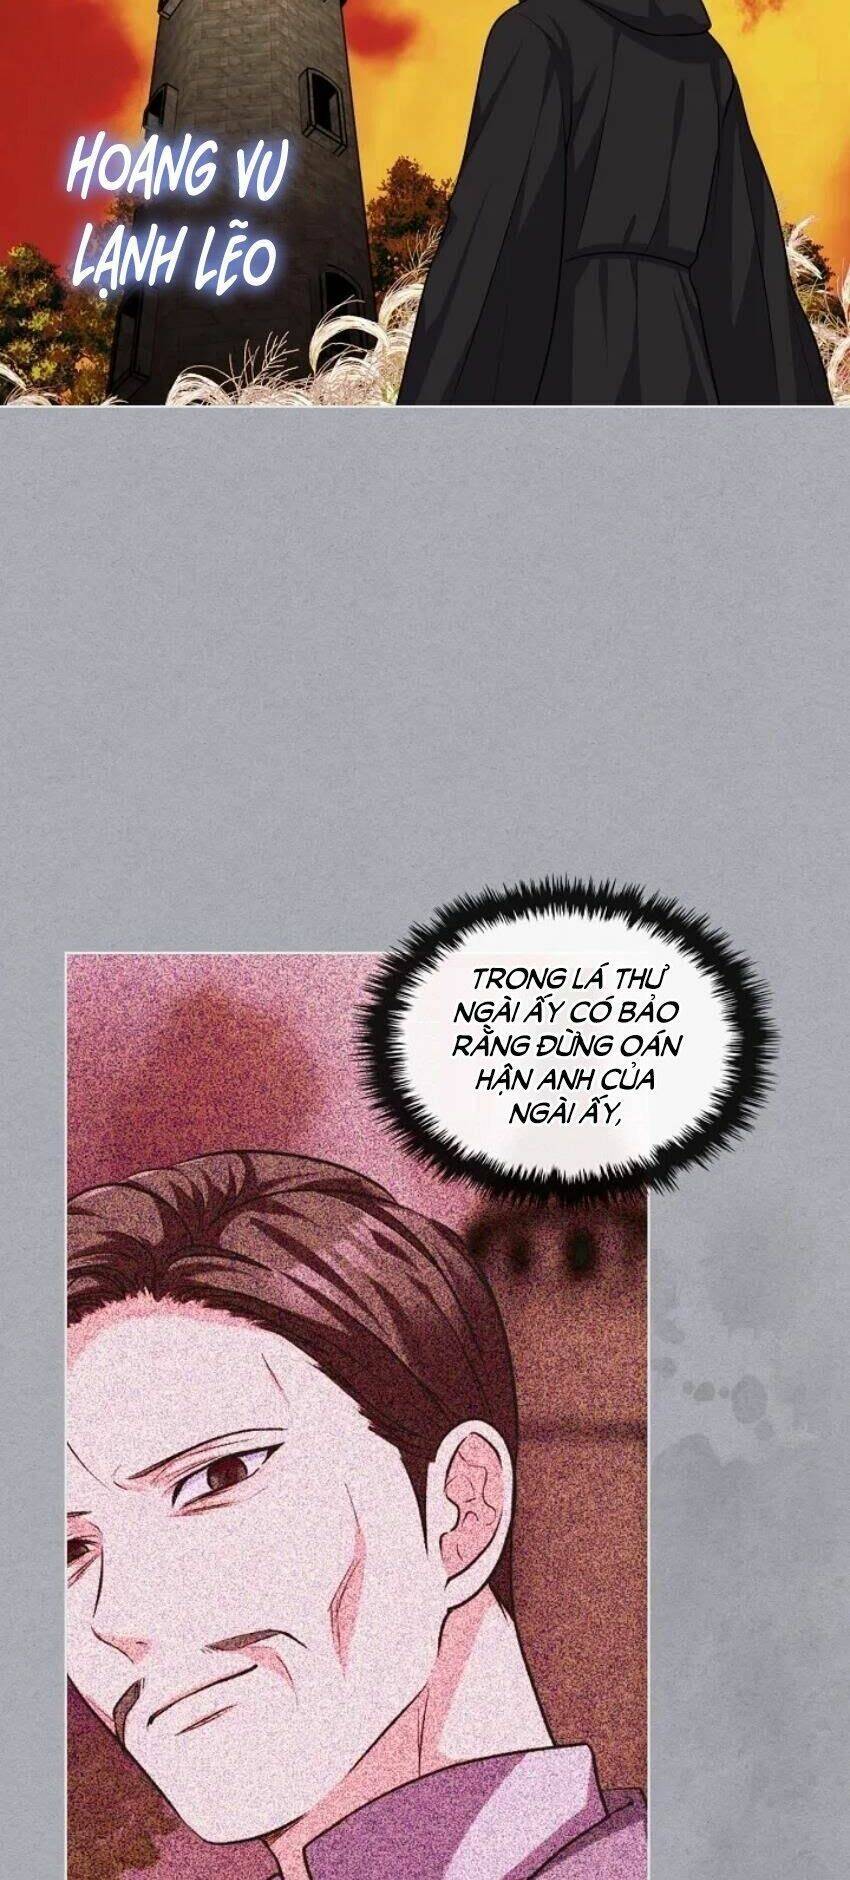 HOANG VU
LẠNH LẼO
TRONG LÁ THƯ
NGÀI ẤY CÓ BẢO
RẰNG ĐỪNG OÁN
HẬN ANH CỦA
NGÀI ẤY,